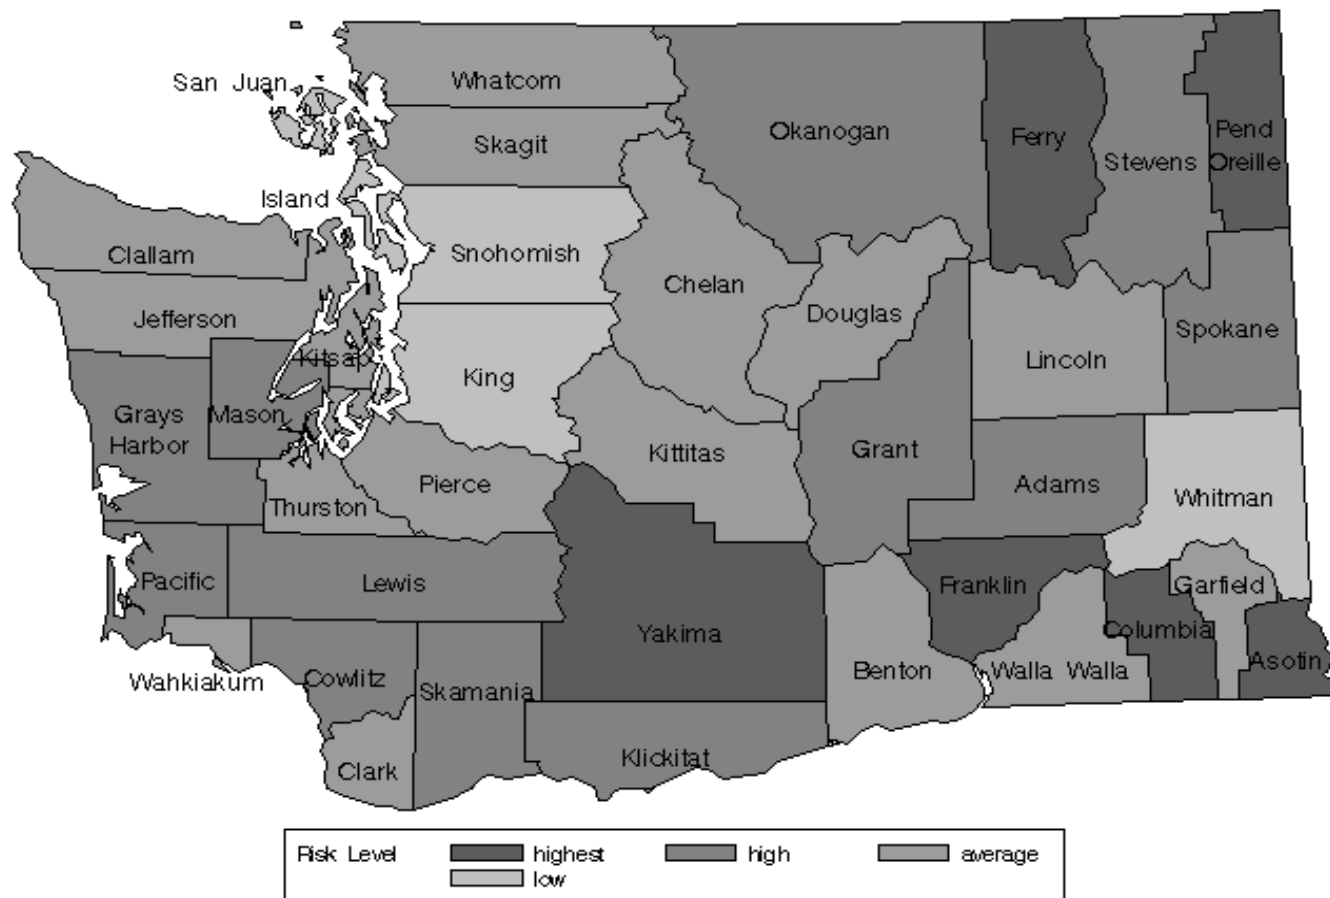 San Juan
Whatcom
Skagit
Okanogan
Ferry
Stevens
Pend
Oreille
Island
Clallam
Snohomish
Chelan
Jefferson
Douglas
Spokane
Kitsap
King
Lincoln
Grays
Harbor
Mason
Kittitas
Grant
Pierce
Adams
Whitman
Thurston
Pacific
Lewis
Franklin
Garfield
Yakima
Columbia
Wahkiakum
Cowlitz
Skamania
Benton
Walla Walla
Asotin
Clark
Klickitat
Risk Level highest high average
low